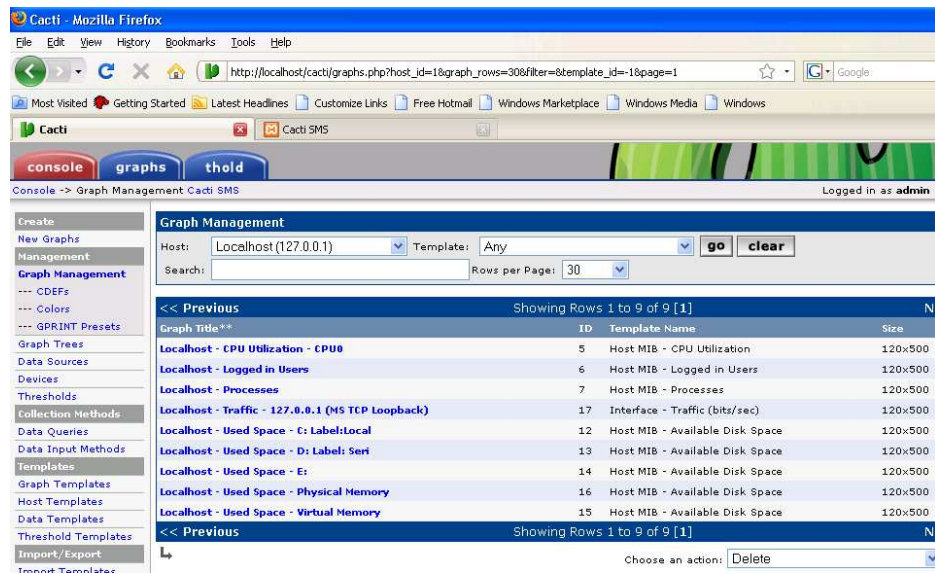 Cacti - Mozilla Firefox
File Edit View History Bookmarks Tools Help
http://localhost/cacti/graphs.php?host_id=1&graph_rows=30&filter=&template_id=-1&page=1
Google
Most Visited Getting Started Latest Headlines Customize Links Free Hotmail Windows Marketplace Windows Media Windows
Cacti Cacti SMS
console graphs thold
Console -> Graph Management Cacti SMS Logged in as admin
Create
New Graphs
Management
Graph Management
--- CDEFs
--- Colors
--- GPRINT Presets
Graph Trees
Data Sources
Devices
Thresholds
Collection Methods
Data Queries
Data Input Methods
Templates
Graph Templates
Host Templates
Data Templates
Threshold Templates
Import/Export
Import Templates
Graph Management
Host: Localhost (127.0.0.1) Template: Any go clear
Search: Rows per Page: 30
<< Previous Showing Rows 1 to 9 of 9 [1] N
Graph Title** ID Template Name Size
Localhost - CPU Utilization - CPU0 5 Host MIB - CPU Utilization 120x500
Localhost - Logged in Users 6 Host MIB - Logged in Users 120x500
Localhost - Processes 7 Host MIB - Processes 120x500
Localhost - Traffic - 127.0.0.1 (MS TCP Loopback) 17 Interface - Traffic (bits/sec) 120x500
Localhost - Used Space - C: Label:Local 12 Host MIB - Available Disk Space 120x500
Localhost - Used Space - D: Label: Seri 13 Host MIB - Available Disk Space 120x500
Localhost - Used Space - E: 14 Host MIB - Available Disk Space 120x500
Localhost - Used Space - Physical Memory 16 Host MIB - Available Disk Space 120x500
Localhost - Used Space - Virtual Memory 15 Host MIB - Available Disk Space 120x500
<< Previous Showing Rows 1 to 9 of 9 [1] N
Choose an action: Delete